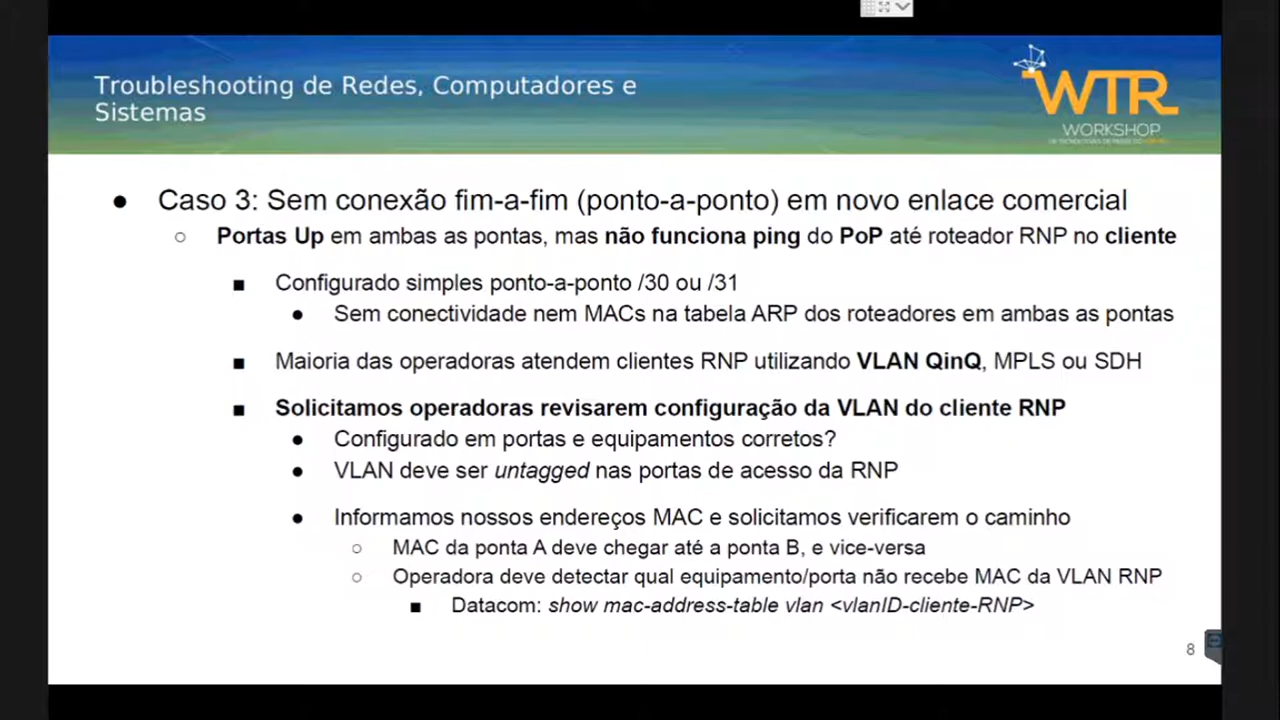 Troubleshooting de Redes, Computadores e
Sistemas
WTR
WORKSHOP
Caso 3: Sem conexão fim-a-fim (ponto-a-ponto) em novo enlace comercial
Portas Up em ambas as pontas, mas não funciona ping do PoP até roteador RNP no cliente
Configurado simples ponto-a-ponto /30 ou /31
Sem conectividade nem MACs na tabela ARP dos roteadores em ambas as pontas
Maioria das operadoras atendem clientes RNP utilizando VLAN QinQ, MPLS ou SDH
Solicitamos operadoras revisarem configuração da VLAN do cliente RNP
Configurado em portas e equipamentos corretos?
VLAN deve ser untagged nas portas de acesso da RNP
Informamos nossos endereços MAC e solicitamos verificarem o caminho
MAC da ponta A deve chegar até a ponta B, e vice-versa
Operadora deve detectar qual equipamento/porta não recebe MAC da VLAN RNP
Datacom: show mac-address-table vlan <vlanID-cliente-RNP>
8